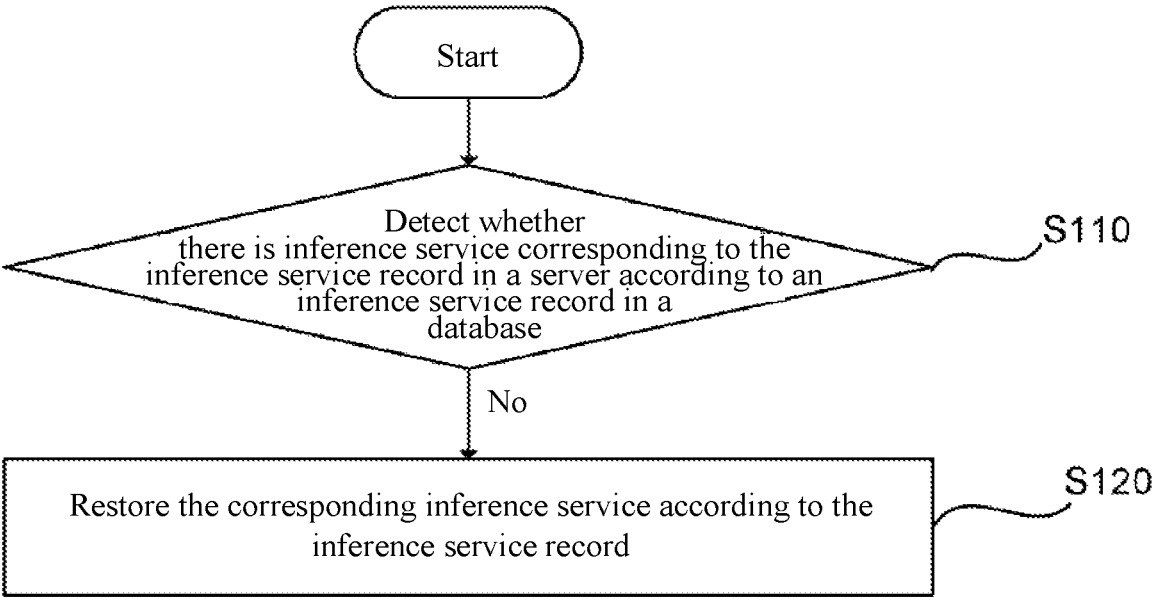 Start
Detect whether
there is inference service corresponding to the
inference service record in a server according to an
inference service record in a
database
S110
No
Restore the corresponding inference service according to the
inference service record
S120